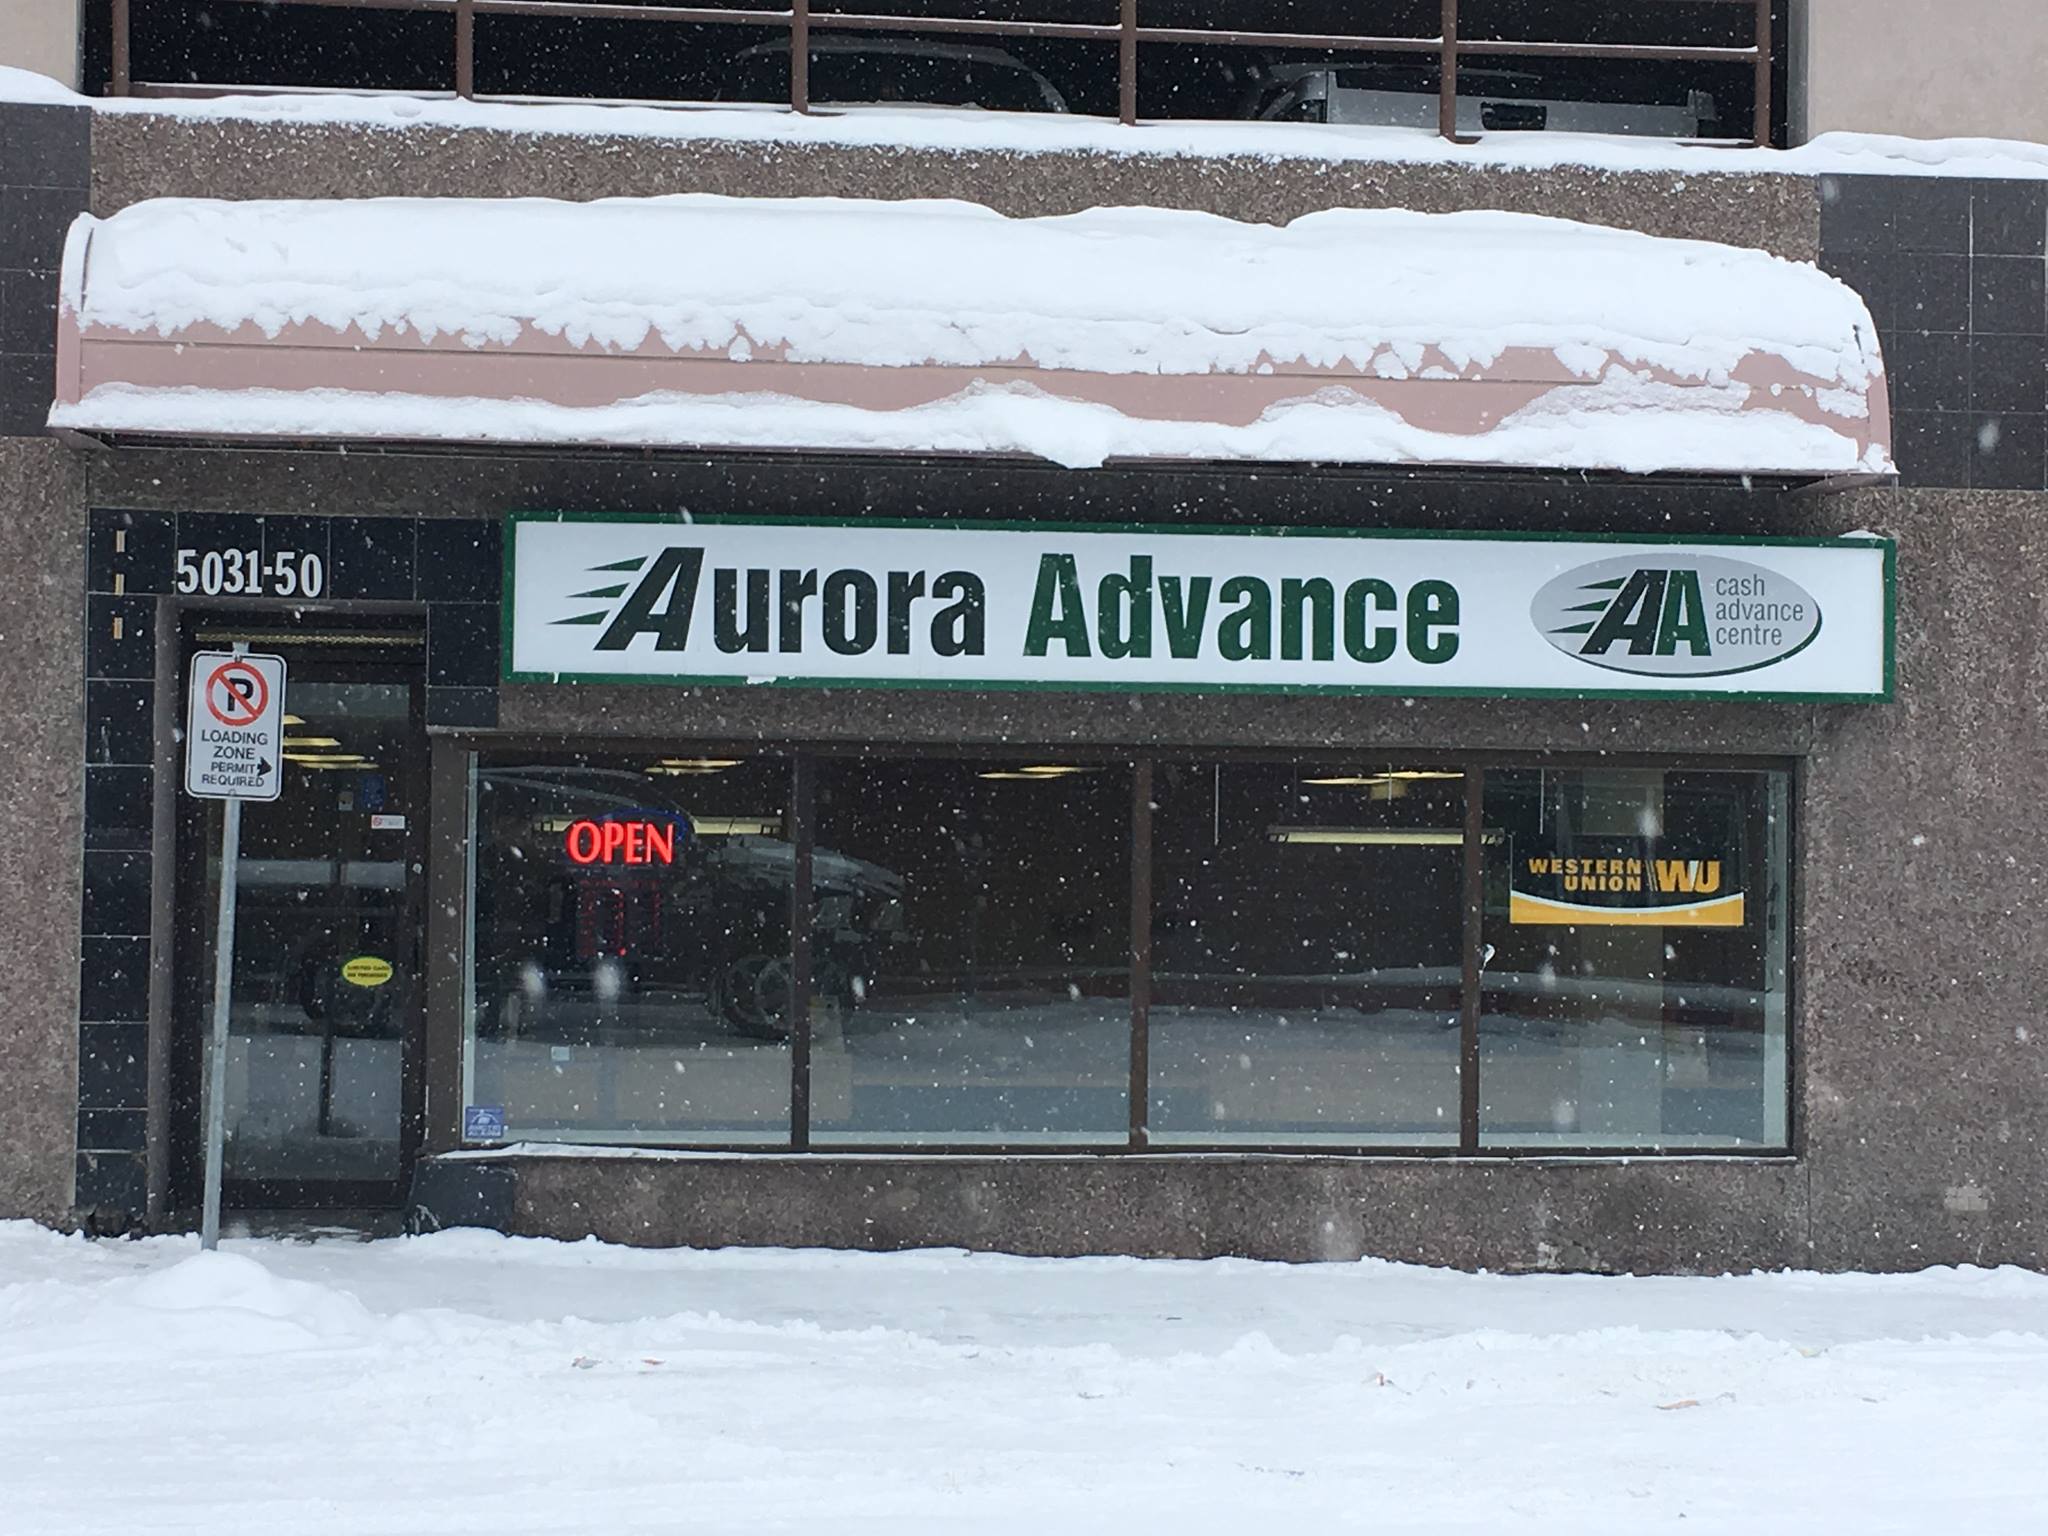 5031-50
Aurora Advance
AA
cash
advance
centre
P
LOADING
ZONE
PERMIT
REQUIRED
OPEN
WESTERN
UNION
WU